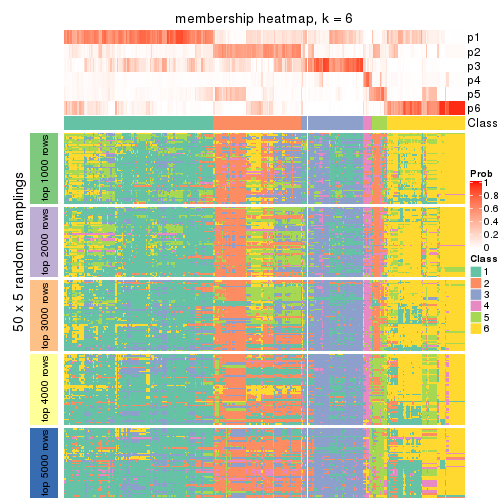 membership heatmap, k = 6
p1
p2
p3
p4
p5
p6
Class
50 x 5 random samplings
top 1000 rows
top 2000 rows
top 3000 rows
top 4000 rows
top 5000 rows
Prob
1
0.8
0.6
0.4
0.2
0
Class
1
2
3
4
5
6